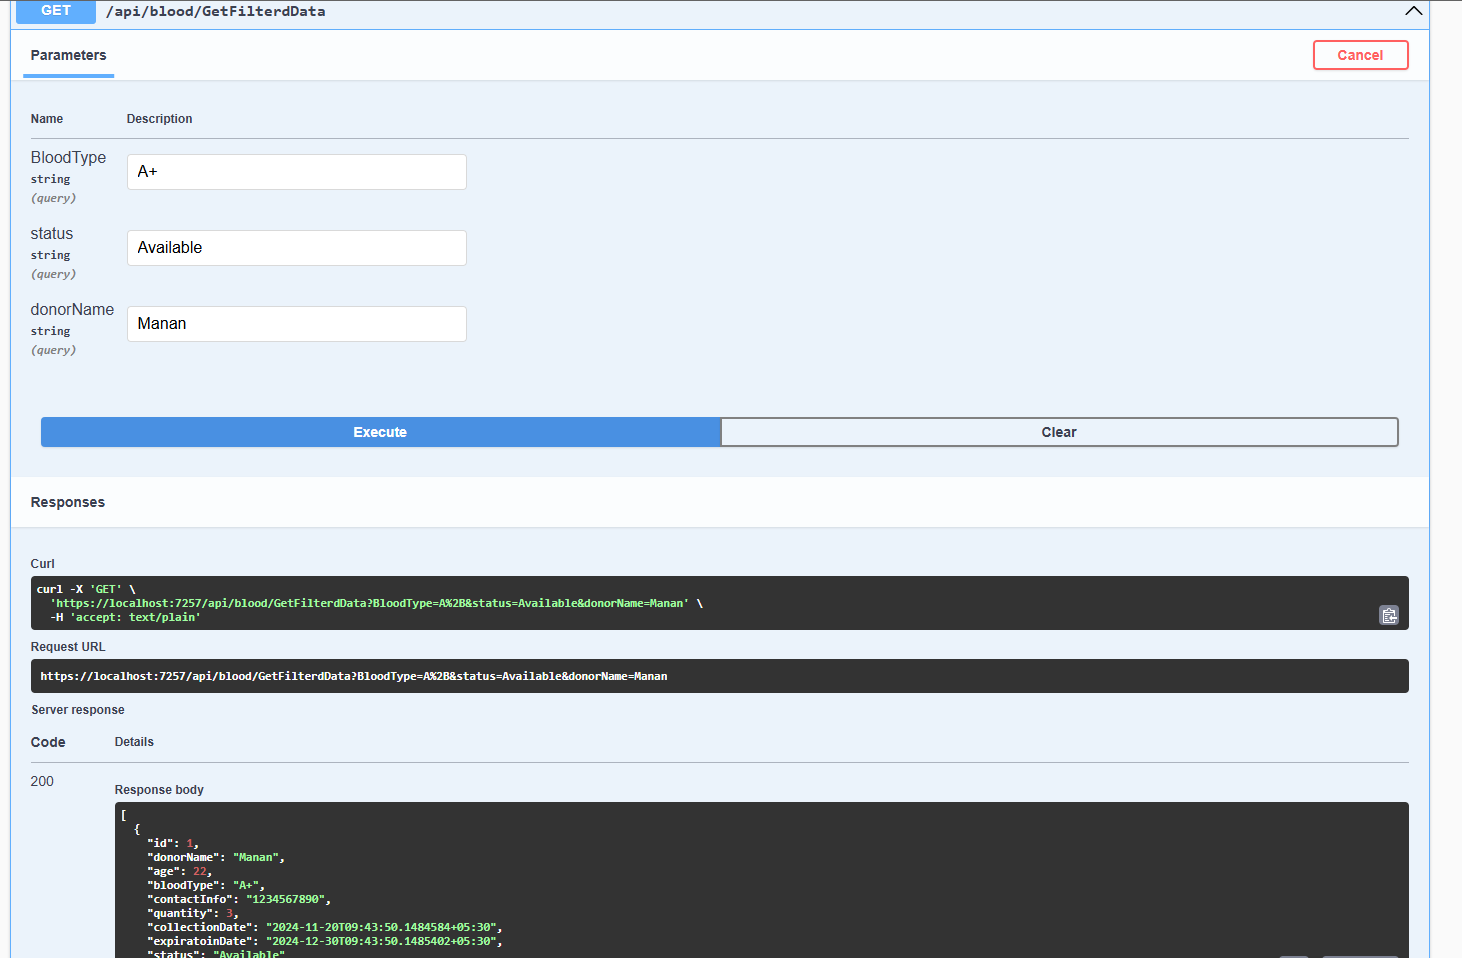 GET /api/blood/GetFilterdData
Parameters
Cancel
Name Description
BloodType
string
(query)
A+
status
string
(query)
Available
donorName
string
(query)
Manan
Execute
Clear
Responses
Curl
curl -X 'GET' \
'https://localhost:7257/api/blood/GetFilterdData?BloodType=A%2B&status=Available&donorName=Manan' \
-H 'accept: text/plain'
Request URL
https://localhost:7257/api/blood/GetFilterdData?BloodType=A%2B&status=Available&donorName=Manan
Server response
Code Details
200
Response body
[
{
"id": 1,
"donorName": "Manan",
"age": 22,
"bloodType": "A+",
"contactInfo": "1234567890",
"quantity": 3,
"collectionDate": "2024-11-20T09:43:50.1484584+05:30",
"expiratoinDate": "2024-12-30T09:43:50.1485402+05:30",
"status": "Available"